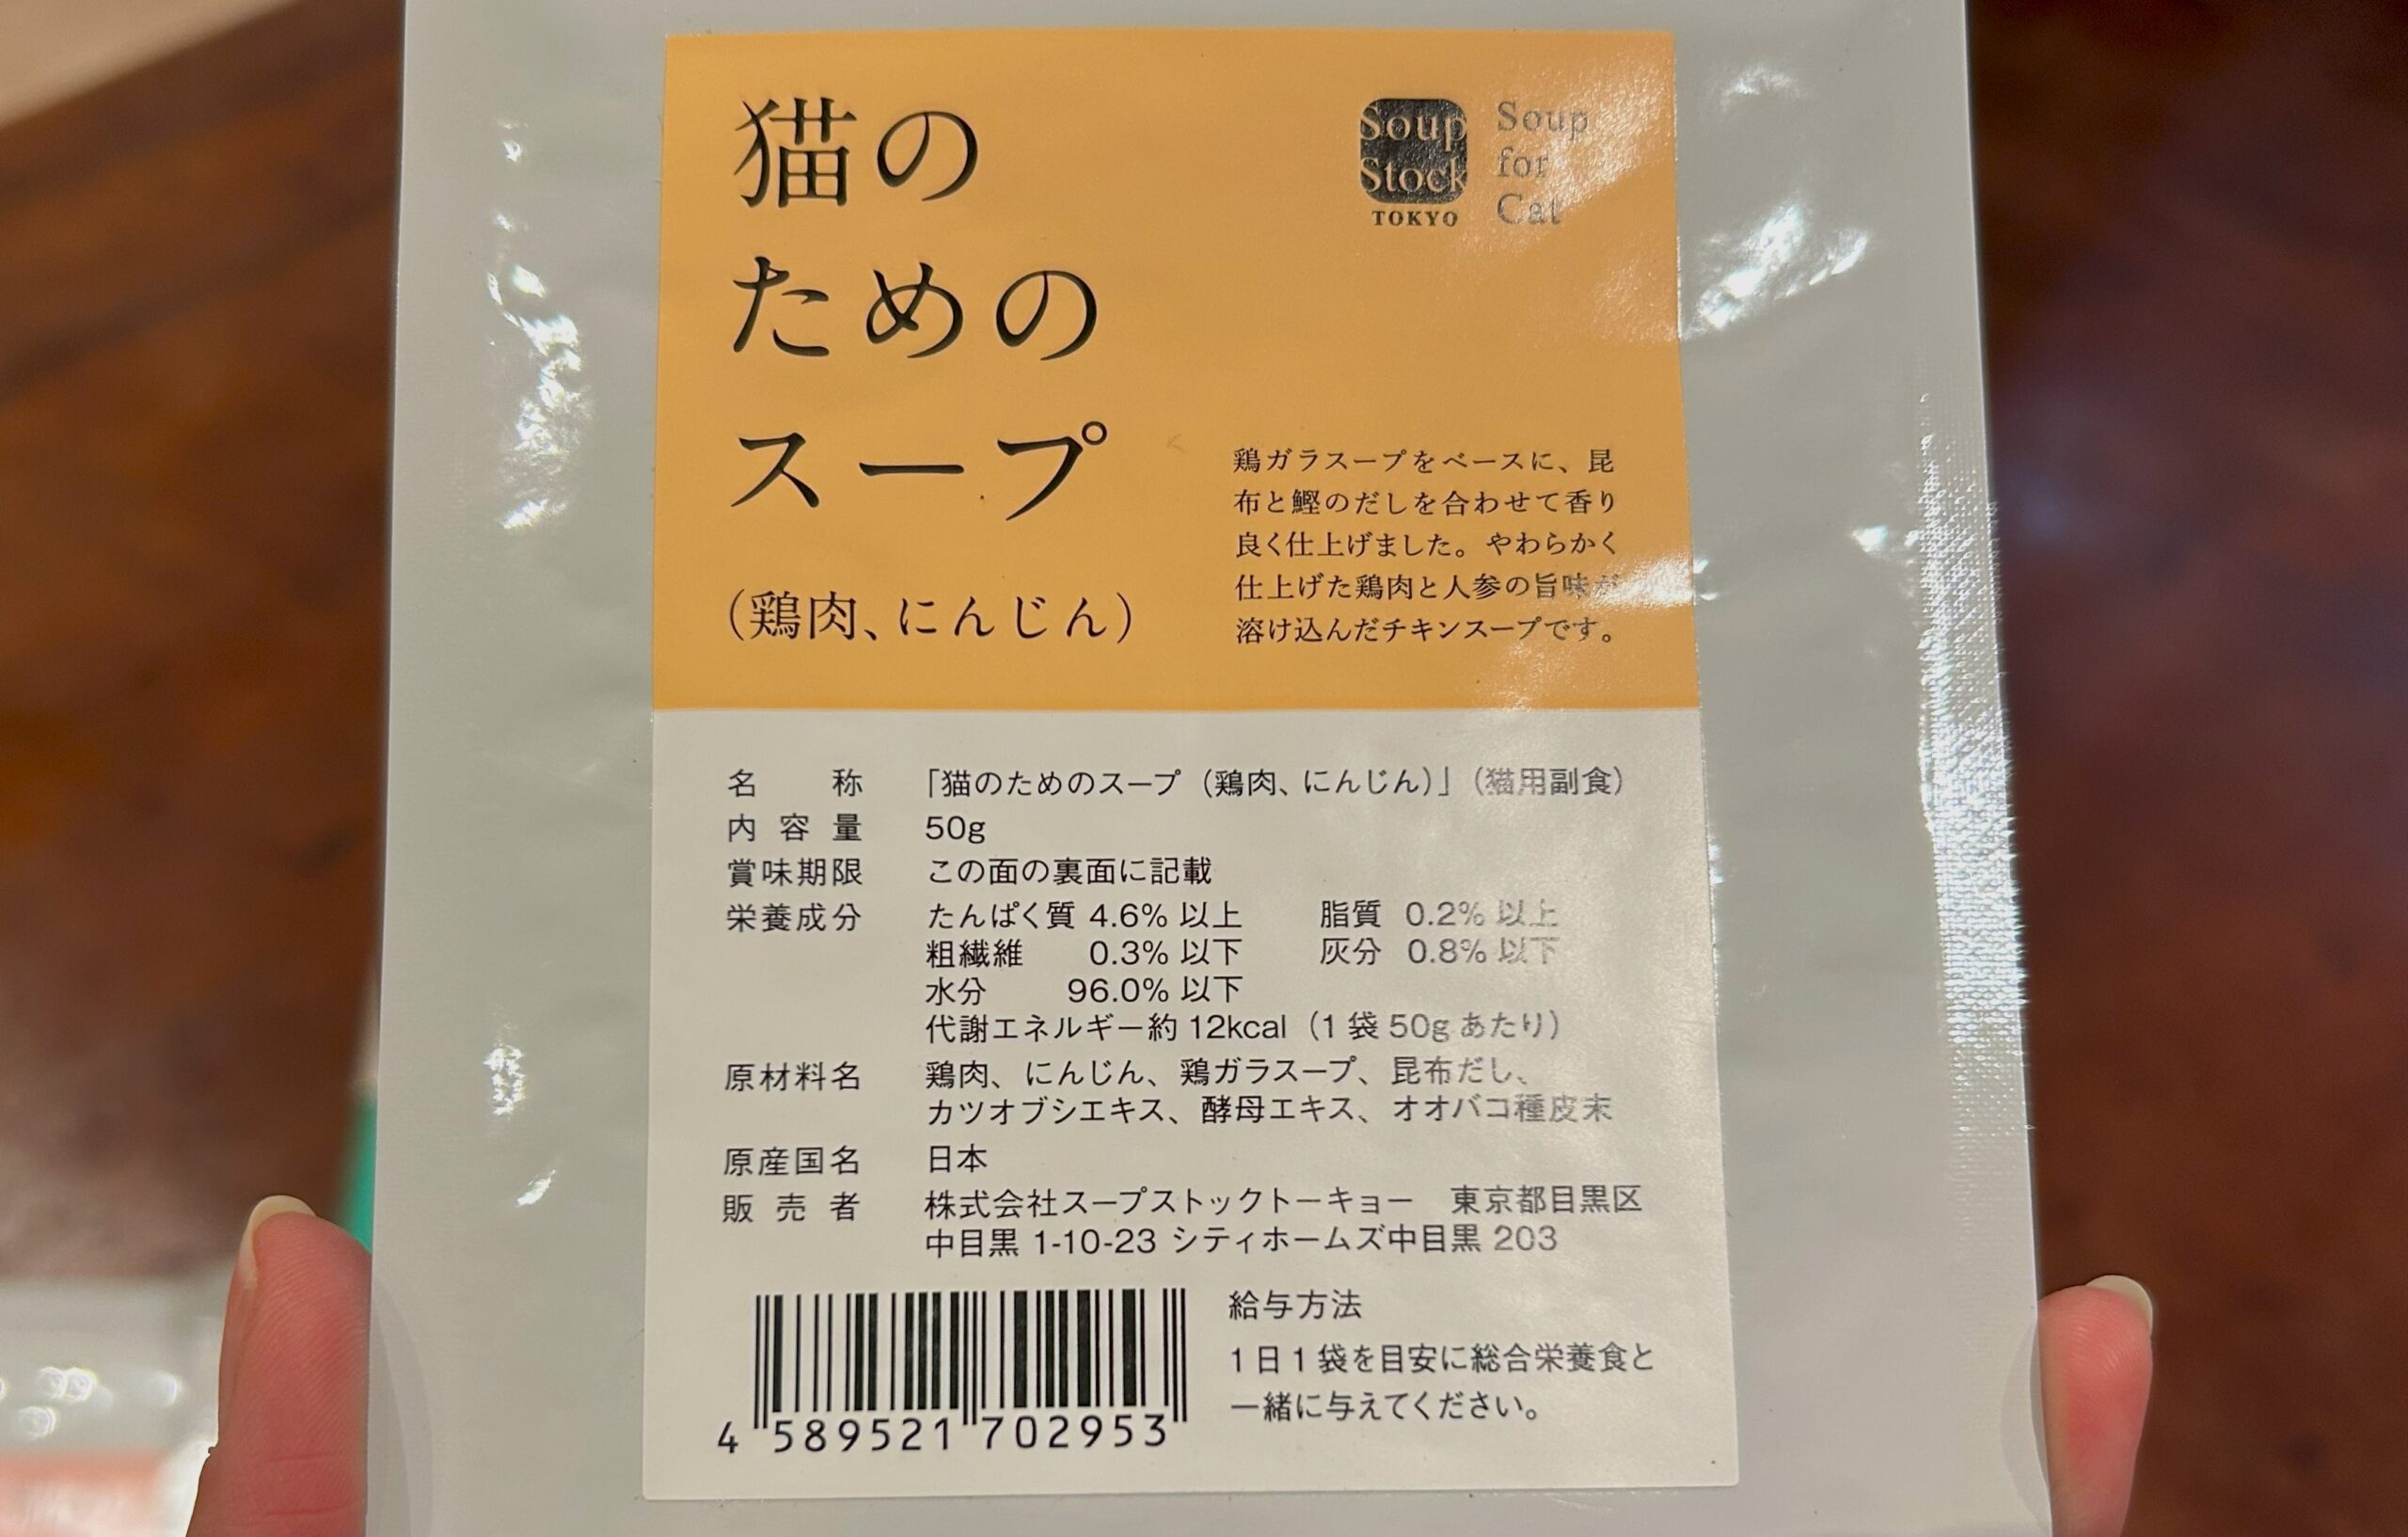 猫の
ための
スープ
(鶏肉、にんじん)
Soup
Stock
TOKYO
Soup
for
Cat
鶏ガラスープをベースに、昆
布と鰹のだしを合わせて香り
良く仕上げました。やわらかく
仕上げた鶏肉と人参の旨味が
溶け込んだチキンスープです。
名称 「猫のためのスープ(鶏肉、にんじん)」(猫用副食)
内容量 50g
賞味期限 この面の裏面に記載
栄養成分 たんぱく質 4.6% 以上 脂質 0.2% 以上
粗繊維 0.3% 以下 灰分 0.8% 以下
水分 96.0% 以下
代謝エネルギー約 12kcal(1 袋 50g あたり)
原材料名 鶏肉、にんじん、鶏ガラスープ、昆布だし、
カツオブシエキス、酵母エキス、オオバコ種皮末
原産国名 日本
販売者 株式会社スープストックトーキョー 東京都目黒区
中目黒 1-10-23 シティホームズ中目黒 203
4 589521 702953
給与方法
1 日 1 袋を目安に総合栄養食と
一緒に与えてください。